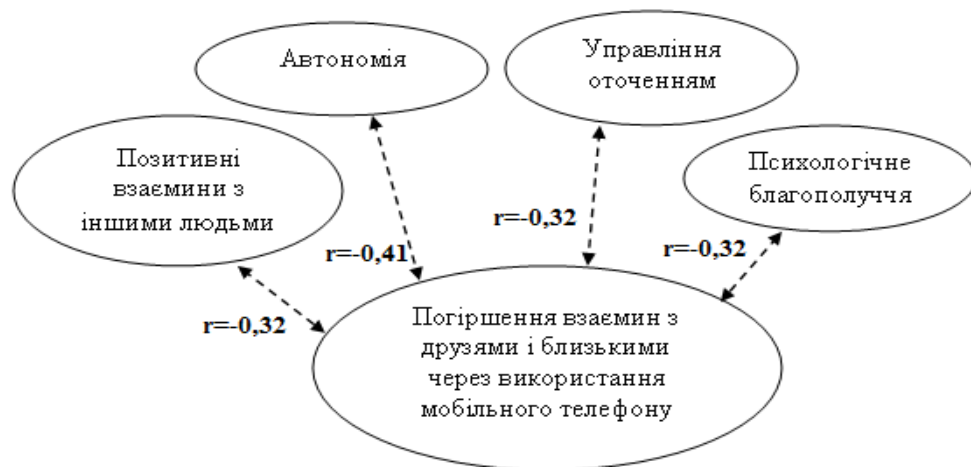 Автономія
Управління
оточенням
Позитивні
взаємини з
іншими людьми
Психологічне
благополуччя
r=-0,41
r=-0,32
r=-0,32
r=-0,32
Погіршення взаємин з
друзями і близькими
через використання
мобільного телефону